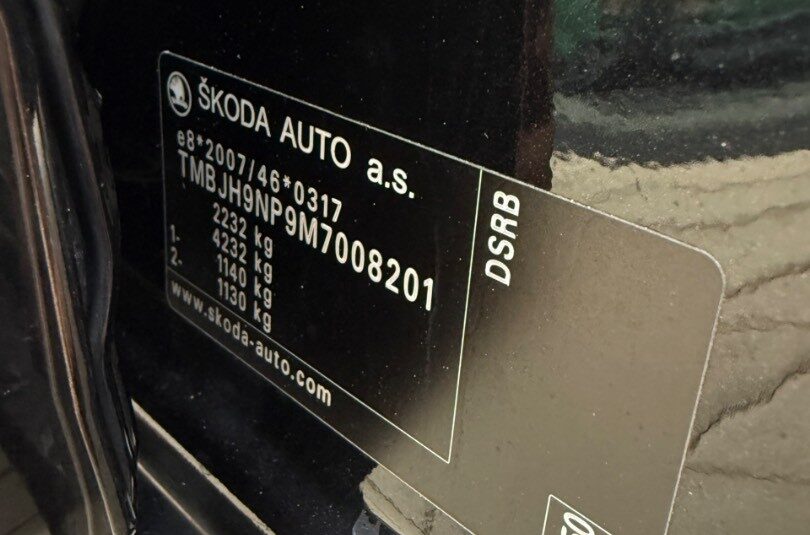 ŠKODA AUTO a.s.
e8*2007/46*0317
TMBJH9NP9M7008201
2232 kg
4232 kg
1- 1140 kg
2- 1130 kg
www.skoda-auto.com
DSRB
50